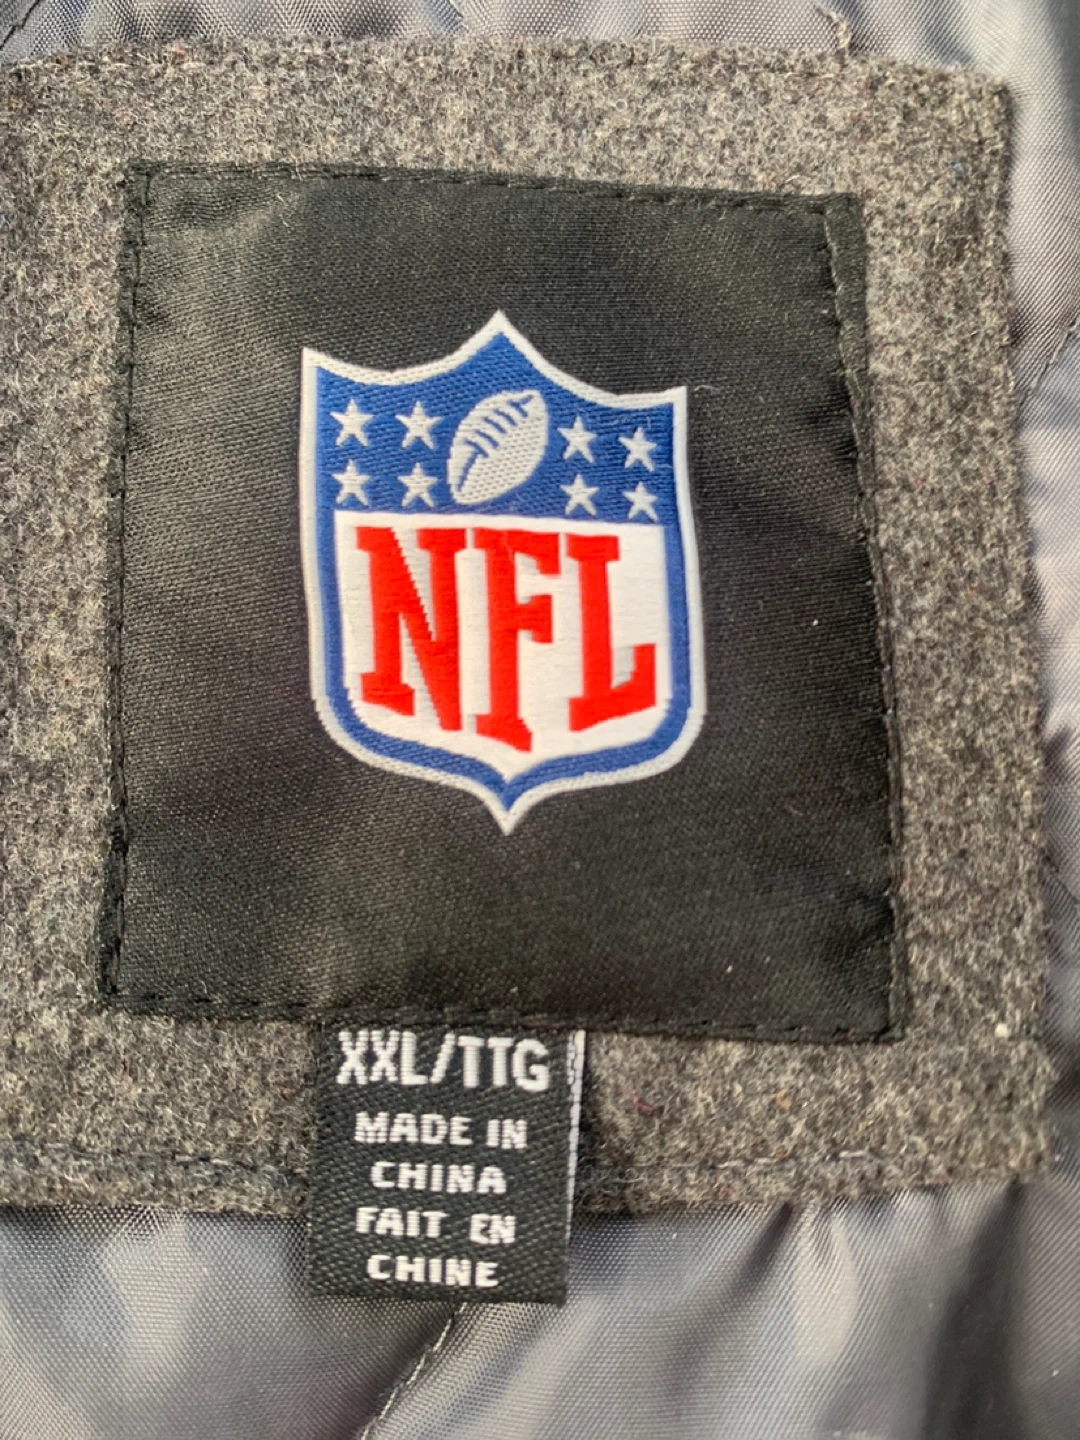 NFL
XXL/TTG
MADE IN
CHINA
FAIT EN
CHINE